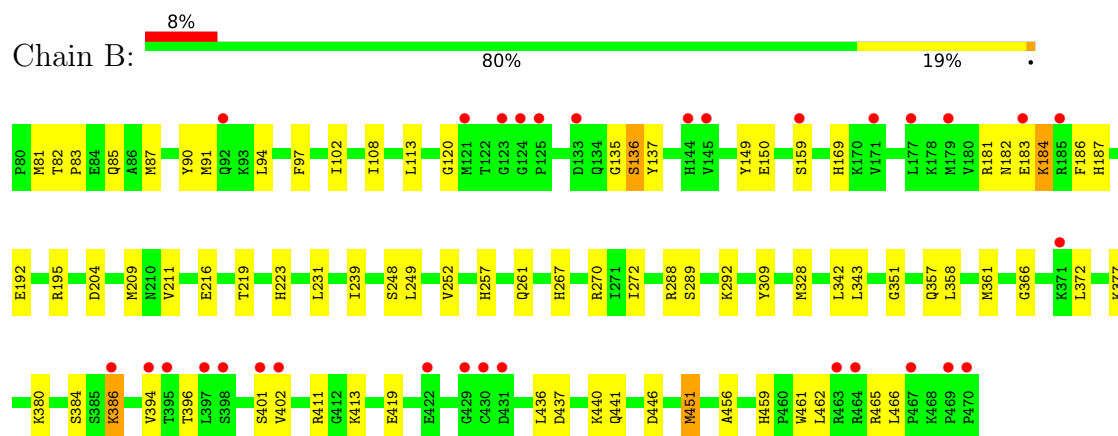 8%
Chain B:
80% 19% •
P80 M81 T82 P83 E84 Q85 A86 M87 Y90 M91 Q92 K93 L94 F97 I102 I108 L113 G120 M121 T122 G123 G124 P125 D133 Q134 G135 S136 Y137 H144 V145 Y149 E150 S159 H169 K170 V171 L177 K178 M179 V180 R181 N182 E183 K184 R185 F186 H187
E192 R195 D204 M209 N210 V211 E216 T219 H223 L231 I239 S248 L249 V252 H257 Q261 H267 R270 I271 I272 R288 S289 K292 Y309 M328 L342 L343 G351 Q357 L358 M361 G366 K371 L372 K377
K380 S384 S385 K386 V394 T395 T396 L397 S398 S401 V402 R411 G412 K413 E419 E422 G429 C430 D431 L436 D437 K440 Q441 D446 M451 A456 H459 P460 W461 L462 R463 R464 R465 L466 P467 K468 P469 P470